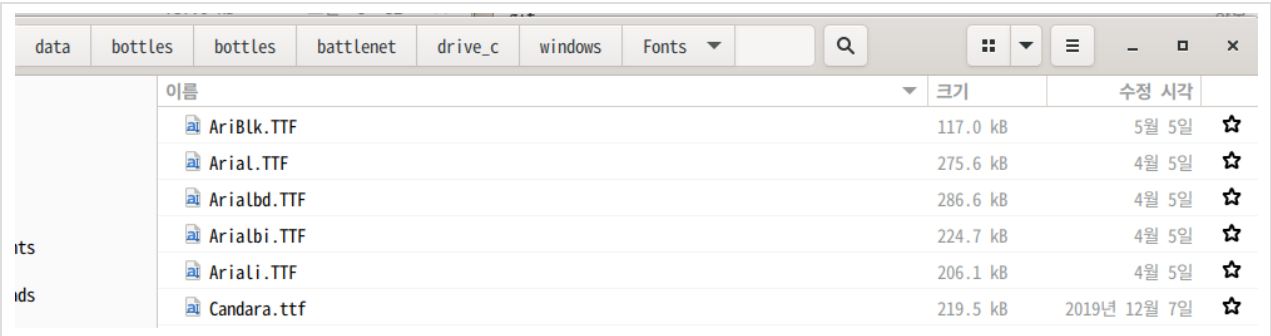 data bottles bottles battlenet drive_c windows Fonts
이름 크기 수정 시각
AriBlk.TTF 117.0 kB 5월 5일
Arial.TTF 275.6 kB 4월 5일
Arialbd.TTF 286.6 kB 4월 5일
Arialbi.TTF 224.7 kB 4월 5일
Ariali.TTF 206.1 kB 4월 5일
Candara.ttf 219.5 kB 2019년 12월 7일